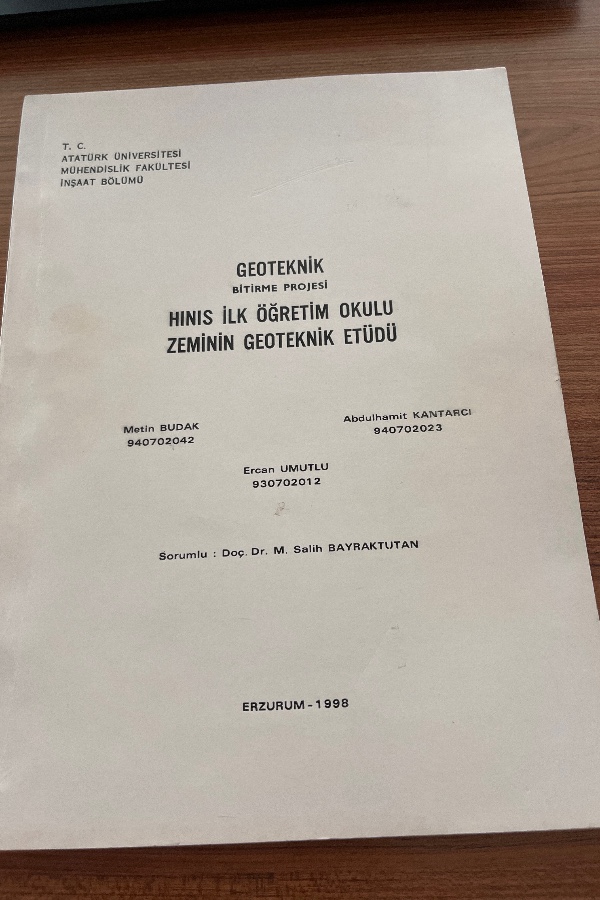 T. C.
ATATÜRK ÜNİVERSİTESİ
MÜHENDİSLİK FAKÜLTESİ
İNŞAAT BÖLÜMÜ
GEOTEKNİK
BİTİRME PROJESİ
HINIS İLK ÖĞRETİM OKULU
ZEMİNİN GEOTEKNİK ETÜDÜ
Metin BUDAK
940702042
Abdulhamit KANTARCI
940702023
Ercan UMUTLU
930702012
Sorumlu : Doç. Dr. M. Salih BAYRAKTUTAN
ERZURUM - 1998